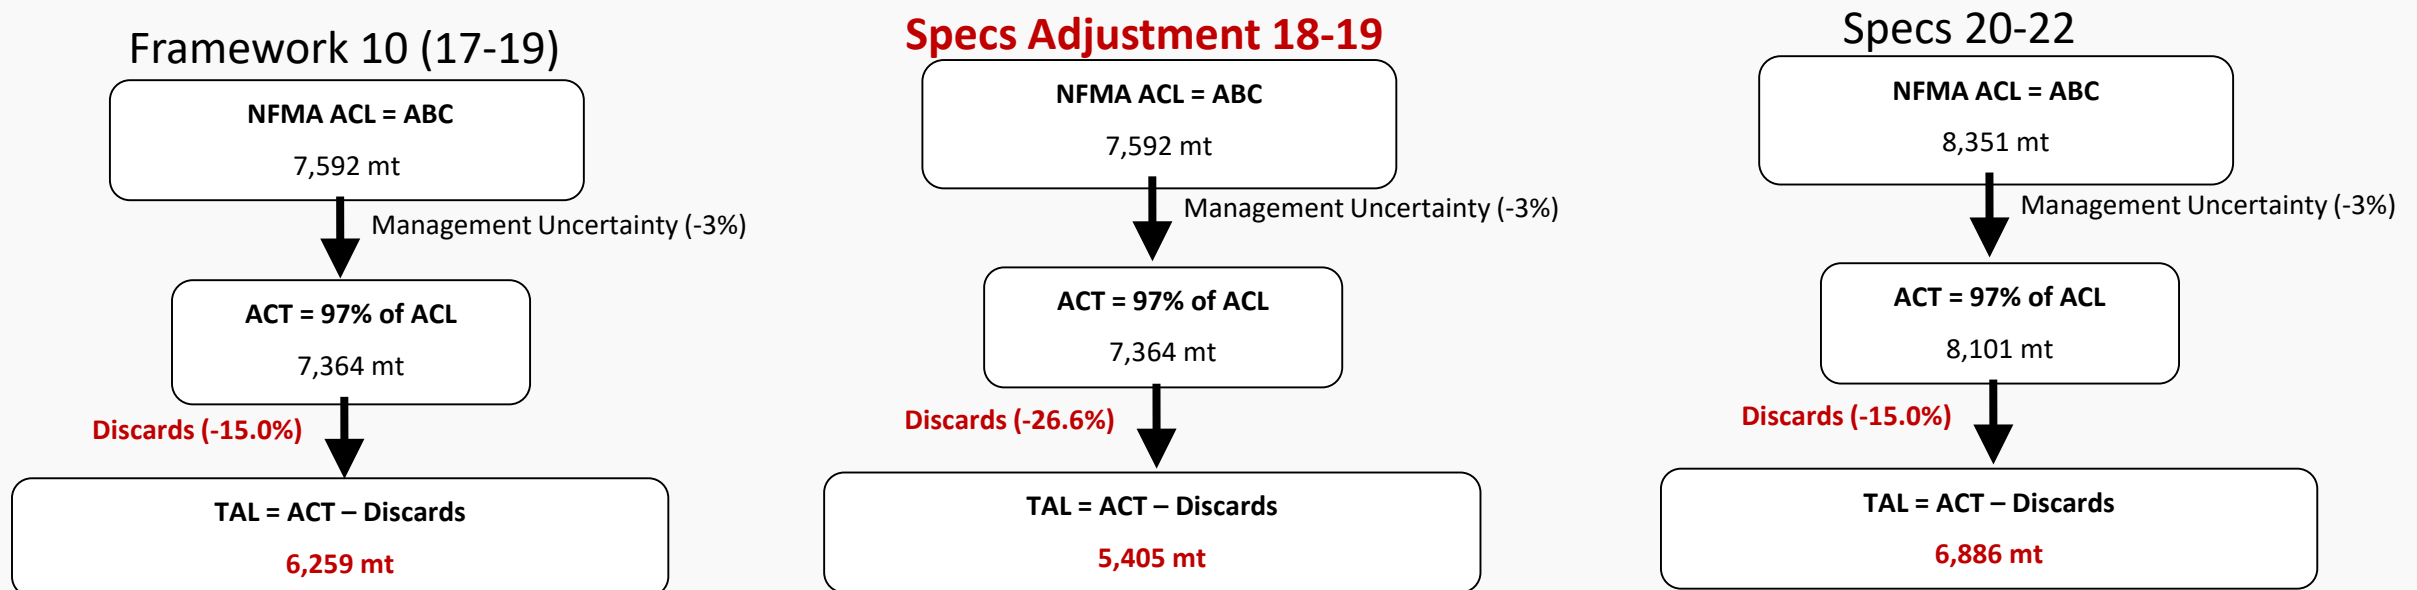 Framework 10 (17-19)
NFMA ACL = ABC
7,592 mt
Management Uncertainty (-3%)
ACT = 97% of ACL
7,364 mt
Discards (-15.0%)
TAL = ACT – Discards
6,259 mt
Specs Adjustment 18-19
NFMA ACL = ABC
7,592 mt
Management Uncertainty (-3%)
ACT = 97% of ACL
7,364 mt
Discards (-26.6%)
TAL = ACT – Discards
5,405 mt
Specs 20-22
NFMA ACL = ABC
8,351 mt
Management Uncertainty (-3%)
ACT = 97% of ACL
8,101 mt
Discards (-15.0%)
TAL = ACT – Discards
6,886 mt